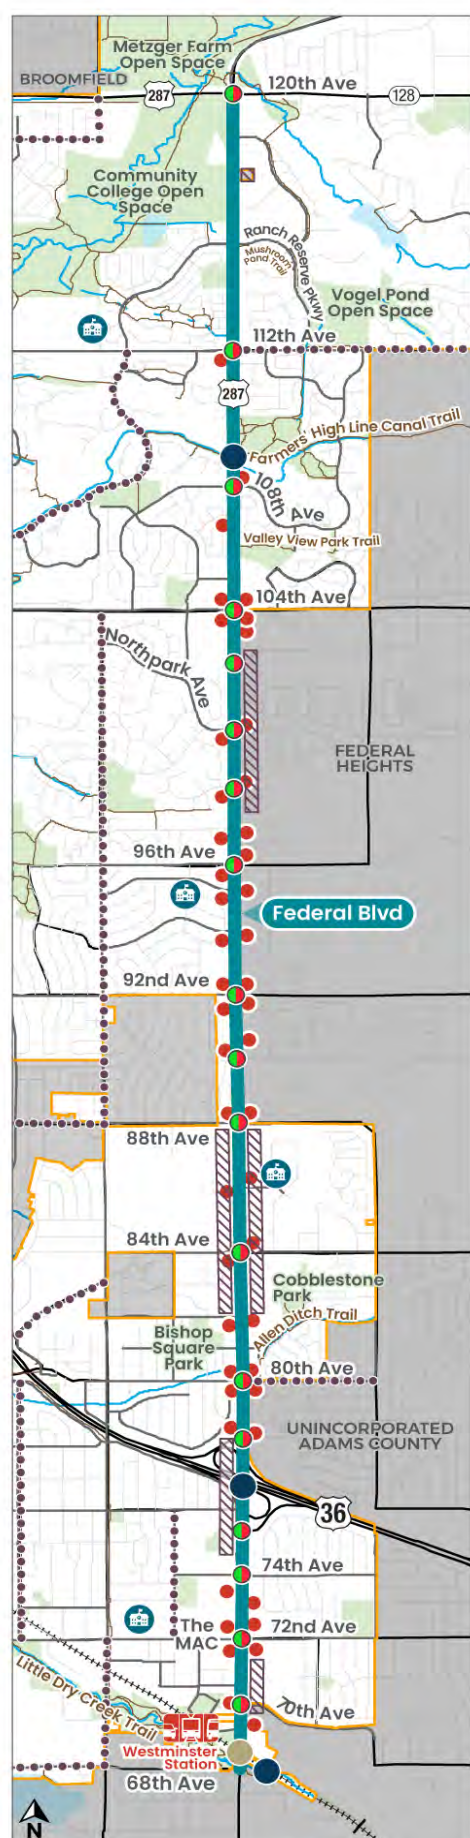 Metzger Farm
Open Space
BROOMFIELD
287
120th Ave
128
Community
College Open
Space
Ranch Reserve Pkwy
Mushroom
Pond Trail
Vogel Pond
Open Space
112th Ave
287
Farmers' High Line Canal Trail
108th Ave
Valley View Park Trail
104th Ave
Northpark Ave
FEDERAL
HEIGHTS
96th Ave
Federal Blvd
92nd Ave
88th Ave
84th Ave
Cobblestone
Park
Allen Ditch Trail
Bishop
Square
Park
80th Ave
UNINCORPORATED
ADAMS COUNTY
36
74th Ave
The
MAC
72nd Ave
Little Dry Creek Trail
70th Ave
Westminster
Station
68th Ave
N